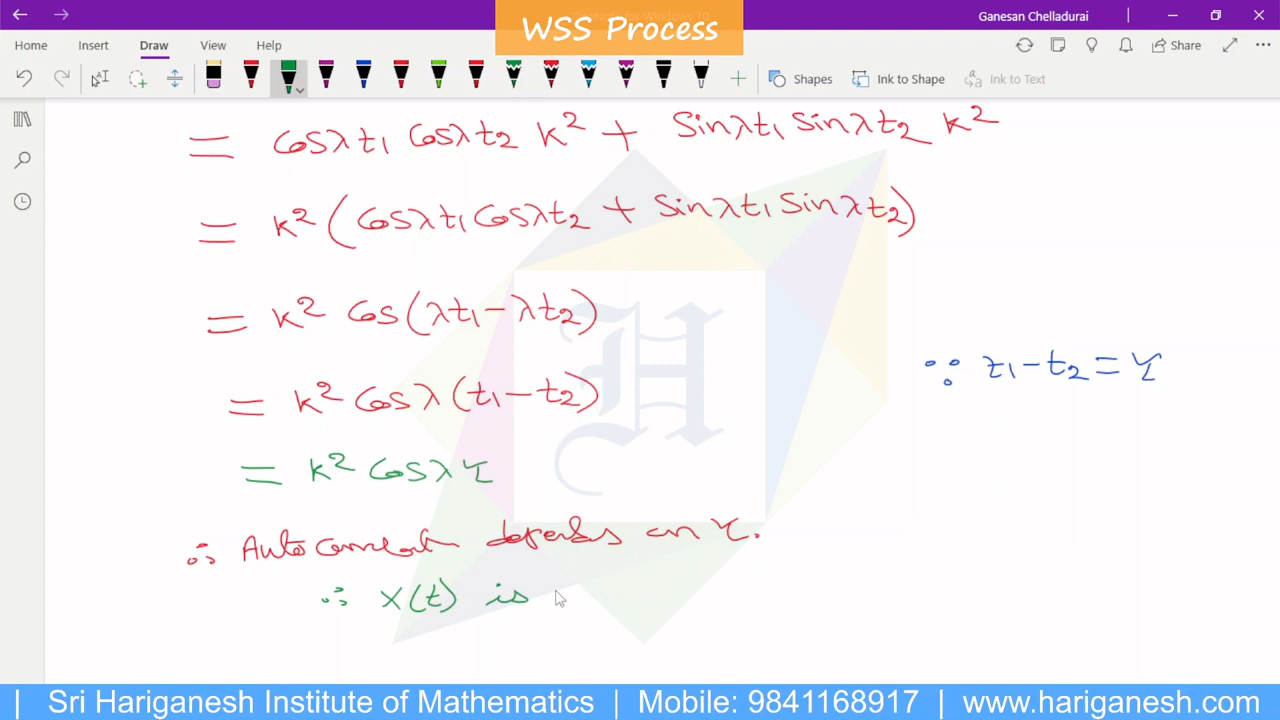 WSS Process
Ganesan Chelladurai
Home Insert Draw View Help
Share
Shapes Ink to Shape Ink to Text
= Cosλt1 Cosλt2 k² + Sinλt1 Sinλt2 k²
= k² (Cosλt1 Cosλt2 + Sinλt1 Sinλt2)
= k² Cos(λt1 - λt2)
∵ t1 - t2 = τ
= k² Cosλ(t1 - t2)
= k² Cosλτ
∴ depends on τ.
∴ X(t) is
| Sri Hariganesh Institute of Mathematics | Mobile: 9841168917 | www.hariganesh.com